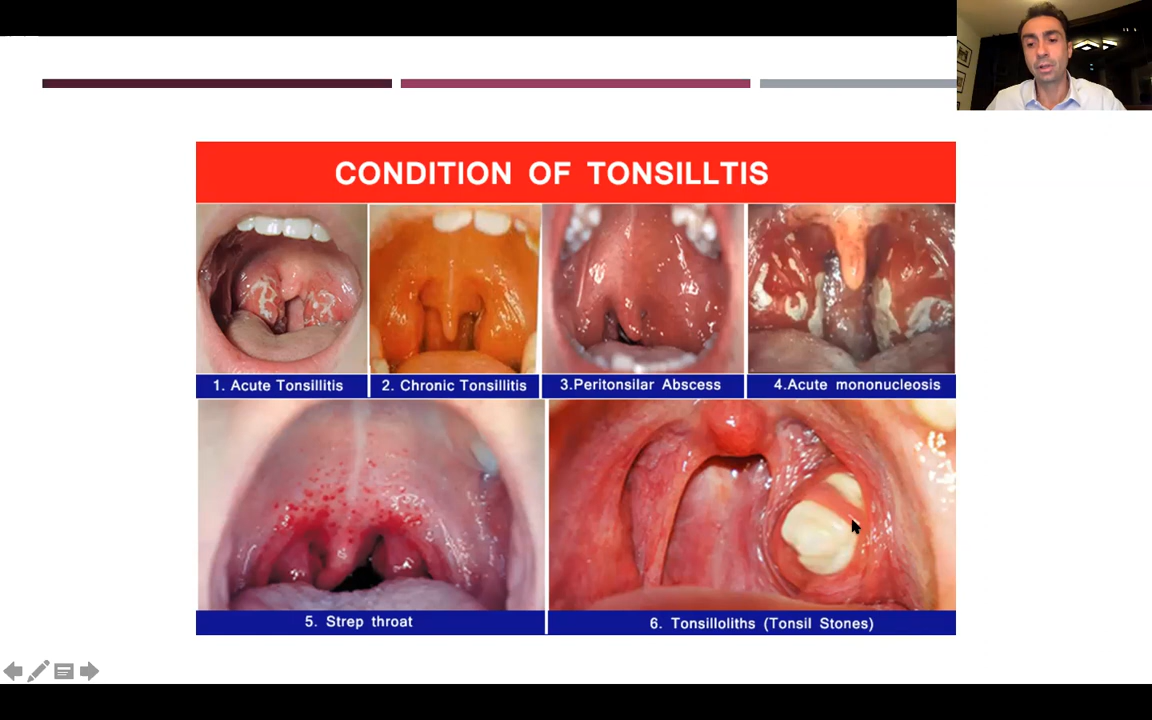 CONDITION OF TONSILLTIS
1. Acute Tonsillitis
2. Chronic Tonsillitis
3.Peritonsilar Abscess
4.Acute mononucleosis
5. Strep throat
6. Tonsilloliths (Tonsil Stones)